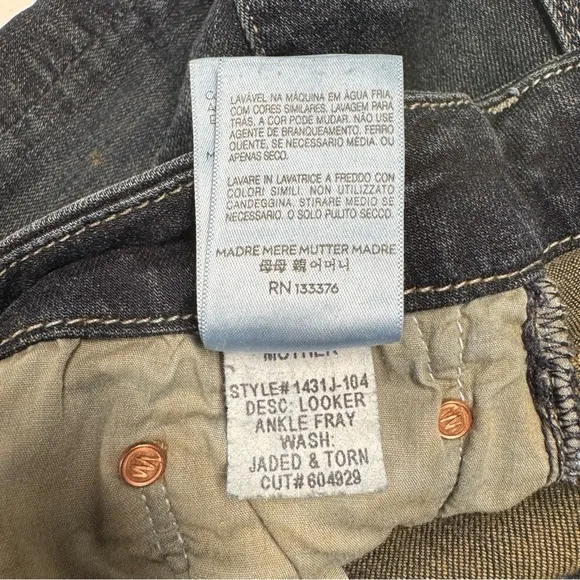 LAVÁVEL NA MÁQUINA EM ÁGUA FRIA,
COM CORES SIMILARES. LAVAGEM PARA
TRÁS, A COR PODE MUDAR. NÃO USE
AGENTE DE BRANQUEAMENTO. FERRO
QUENTE, SE NECESSARIO MÉDIA. OU
APENAS SECO.
LAVARE IN LAVATRICE A FREDDO CON
COLORI SIMILI. NON UTILIZZATO
CANDEGGINA. STIRARE MEDIO SE
NECESSARIO. O SOLO PULITO SECCO.
MADRE MERE MUTTER MADRE
母母 親 어머니
RN 133376
MOTHER
STYLE# 1431J-104
DESC: LOOKER
ANKLE FRAY
WASH:
JADED & TORN
CUT# 604929